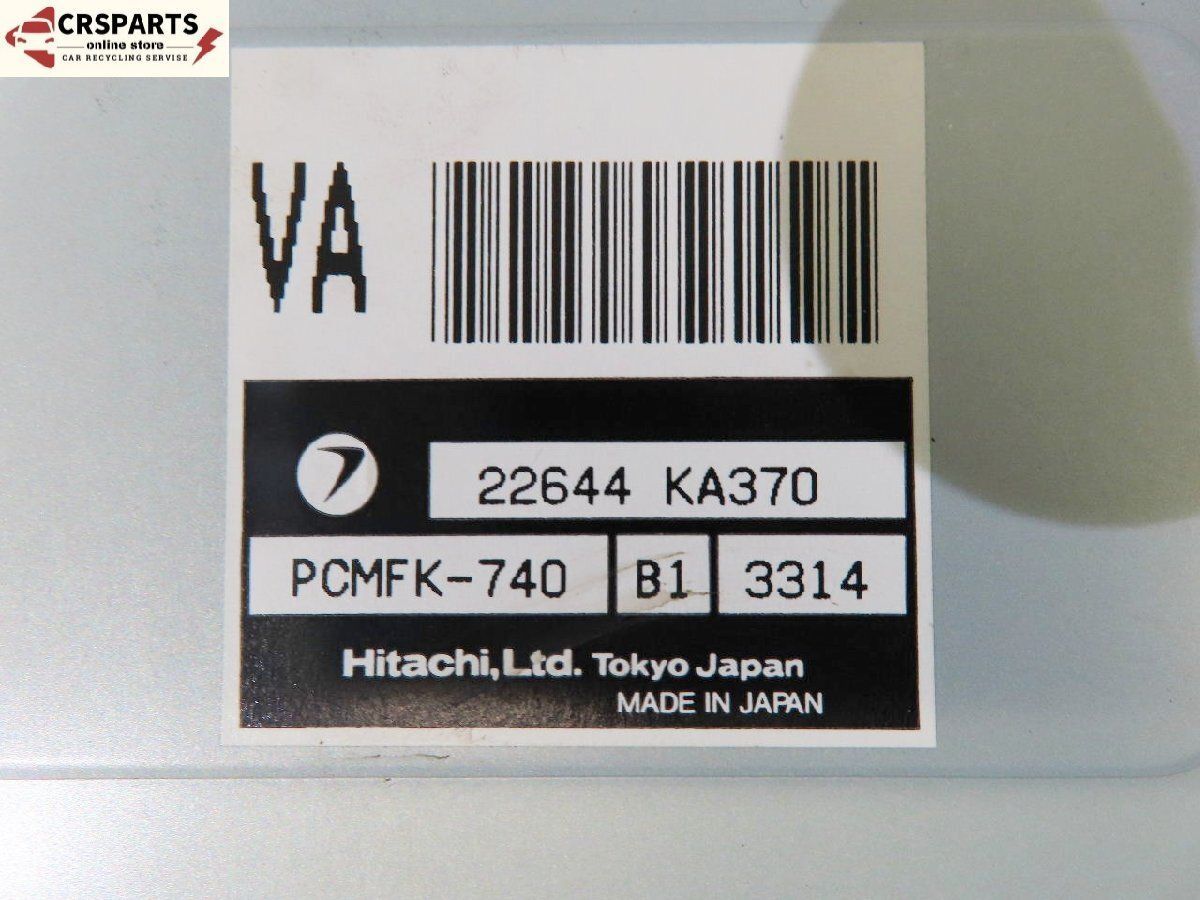 CRSPARTS
online store
CAR RECYCLING SERVISE
VA
22644 KA370
PCMFK-740 B1 3314
Hitachi,Ltd. Tokyo Japan
MADE IN JAPAN